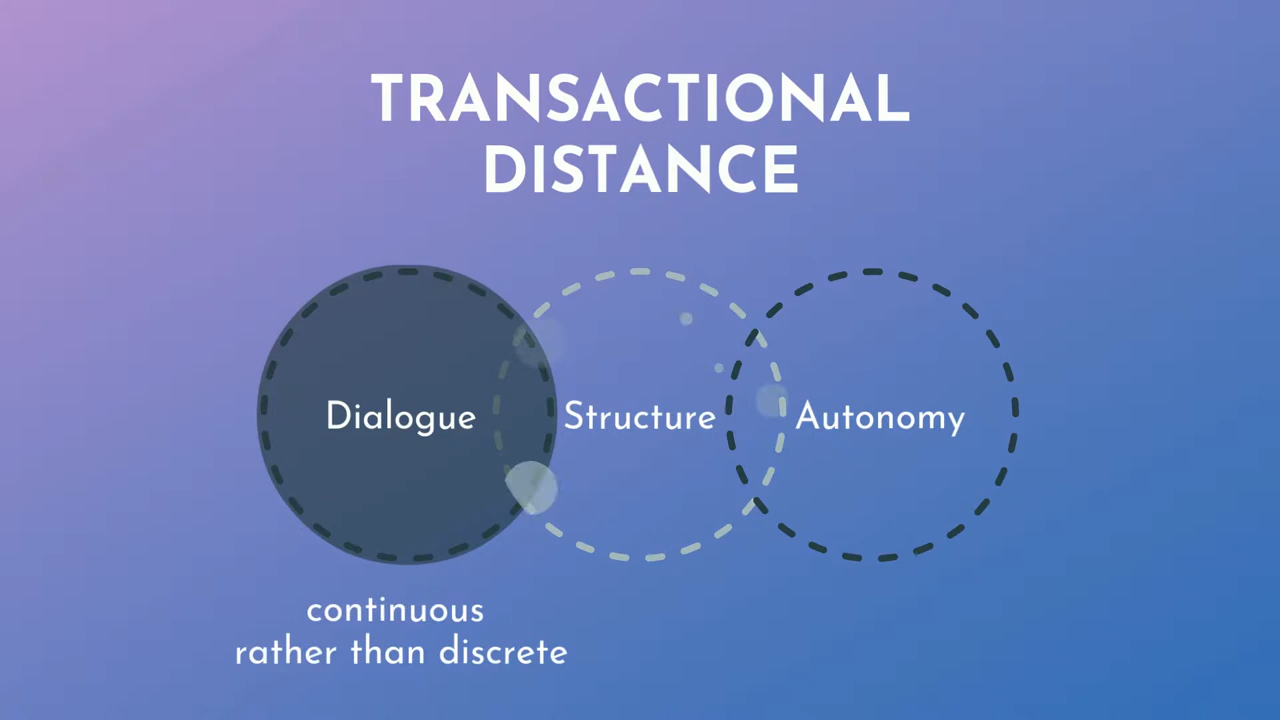 TRANSACTIONAL
DISTANCE
Dialogue
Structure
Autonomy
continuous
rather than discrete